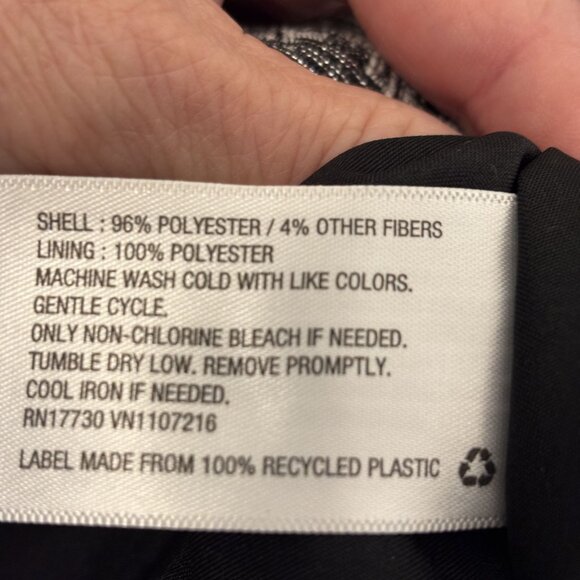 SHELL : 96% POLYESTER / 4% OTHER FIBERS
LINING : 100% POLYESTER
MACHINE WASH COLD WITH LIKE COLORS.
GENTLE CYCLE.
ONLY NON-CHLORINE BLEACH IF NEEDED.
TUMBLE DRY LOW. REMOVE PROMPTLY.
COOL IRON IF NEEDED.
RN17730 VN1107216
LABEL MADE FROM 100% RECYCLED PLASTIC